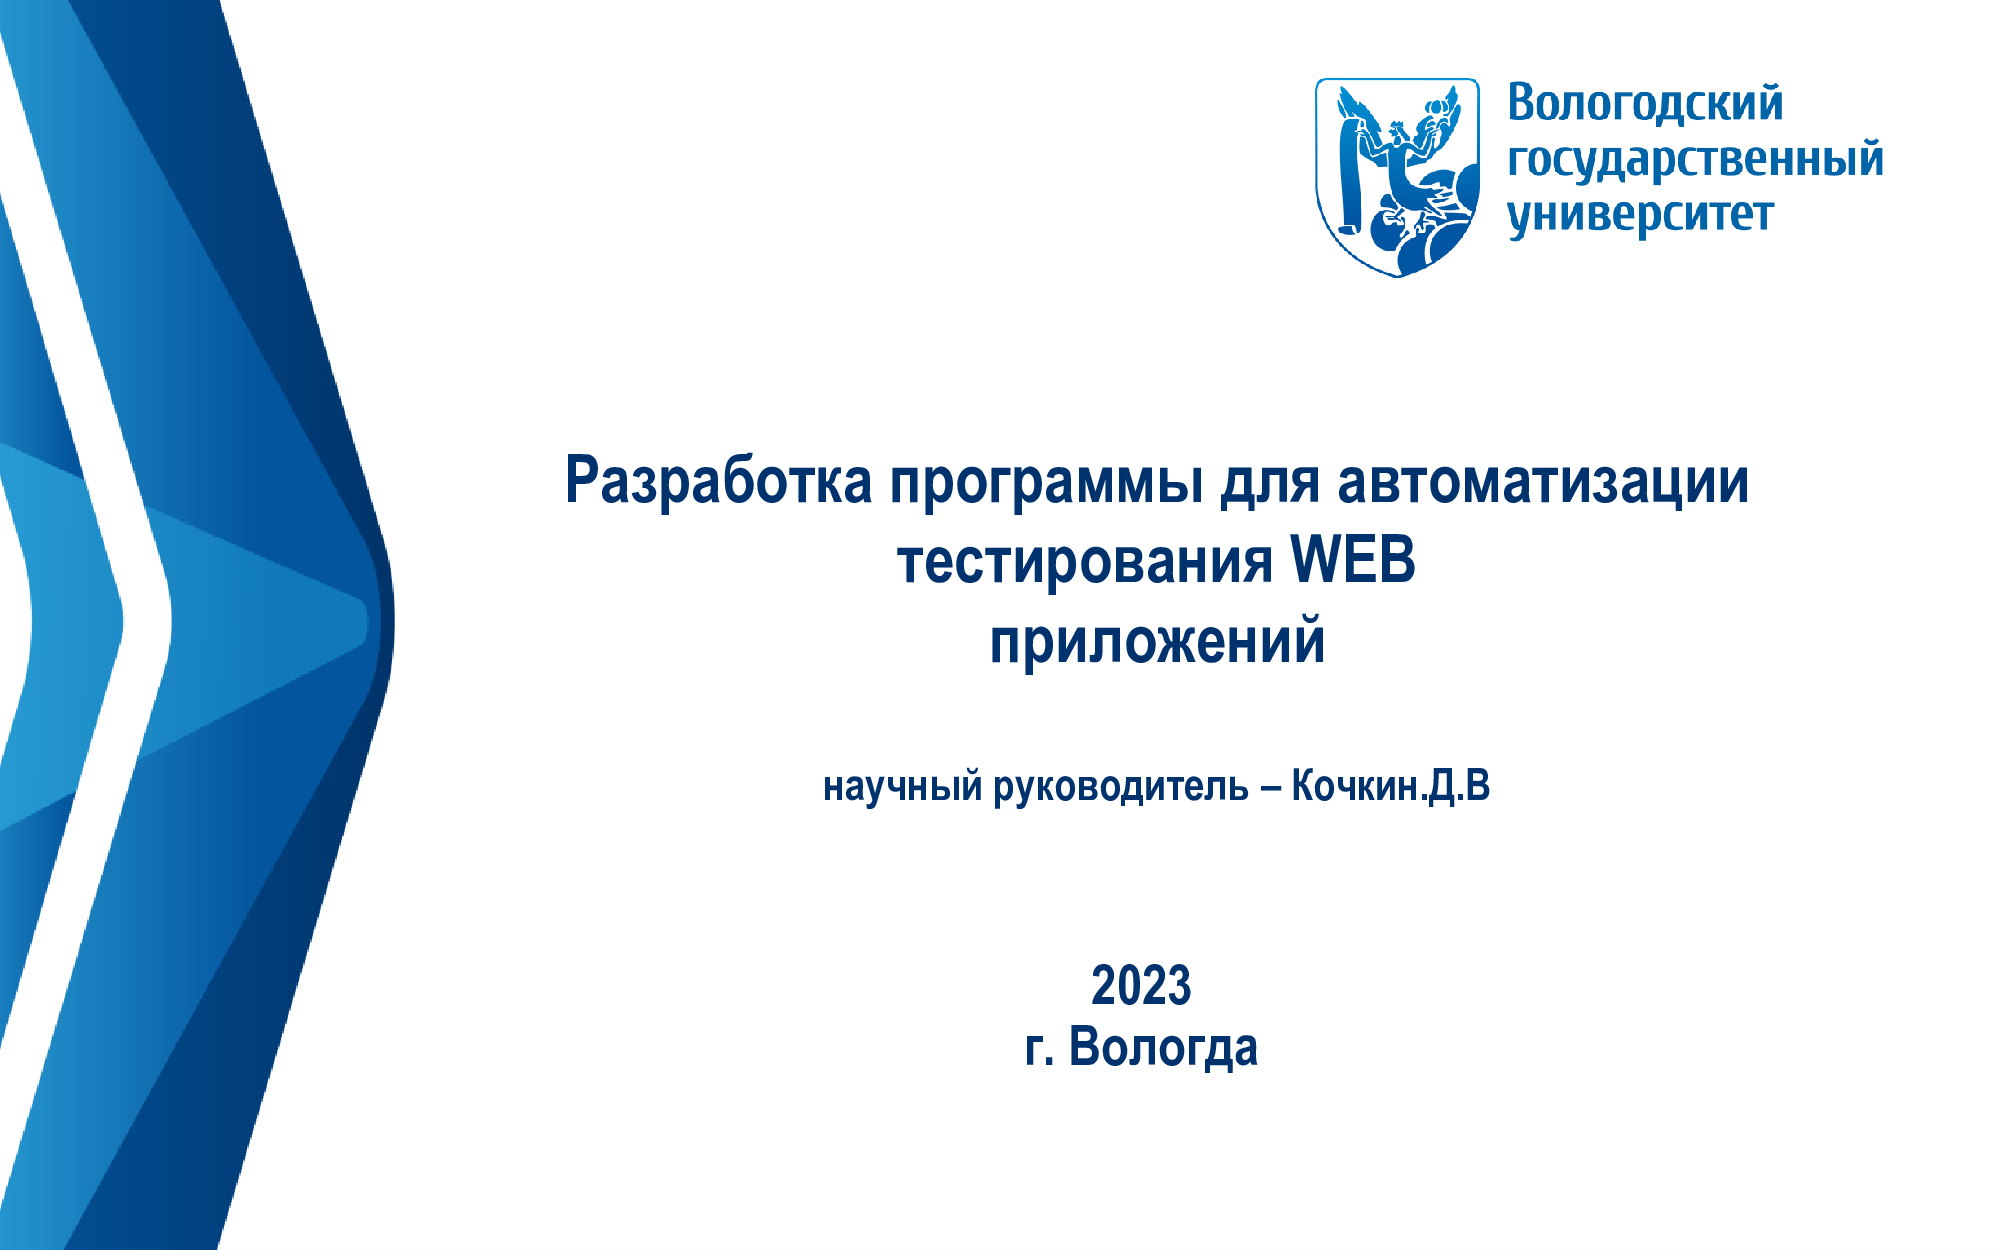 Вологодский
государственный
университет
Разработка программы для автоматизации
тестирования WEB
приложений
научный руководитель – Кочкин.Д.В
2023
г. Вологда